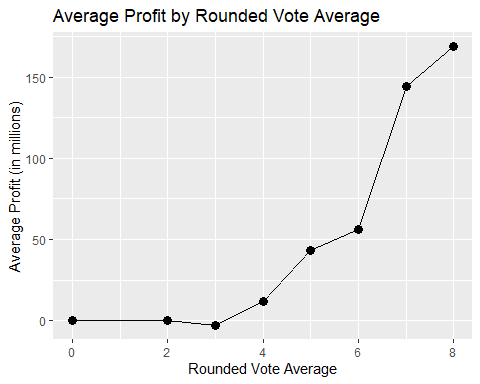 Average Profit by Rounded Vote Average
Average Profit (in millions)
150
100
50
0
0 2 4 6 8
Rounded Vote Average